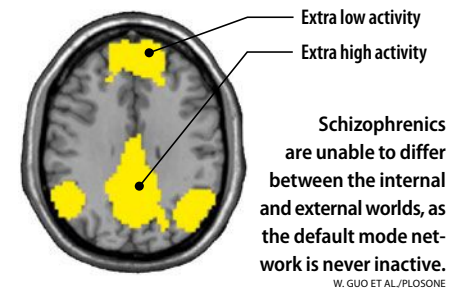 Extra low activity
Extra high activity
Schizophrenics
are unable to differ
between the internal
and external worlds, as
the default mode net-
work is never inactive.
W. GUO ET AL./PLOSONE